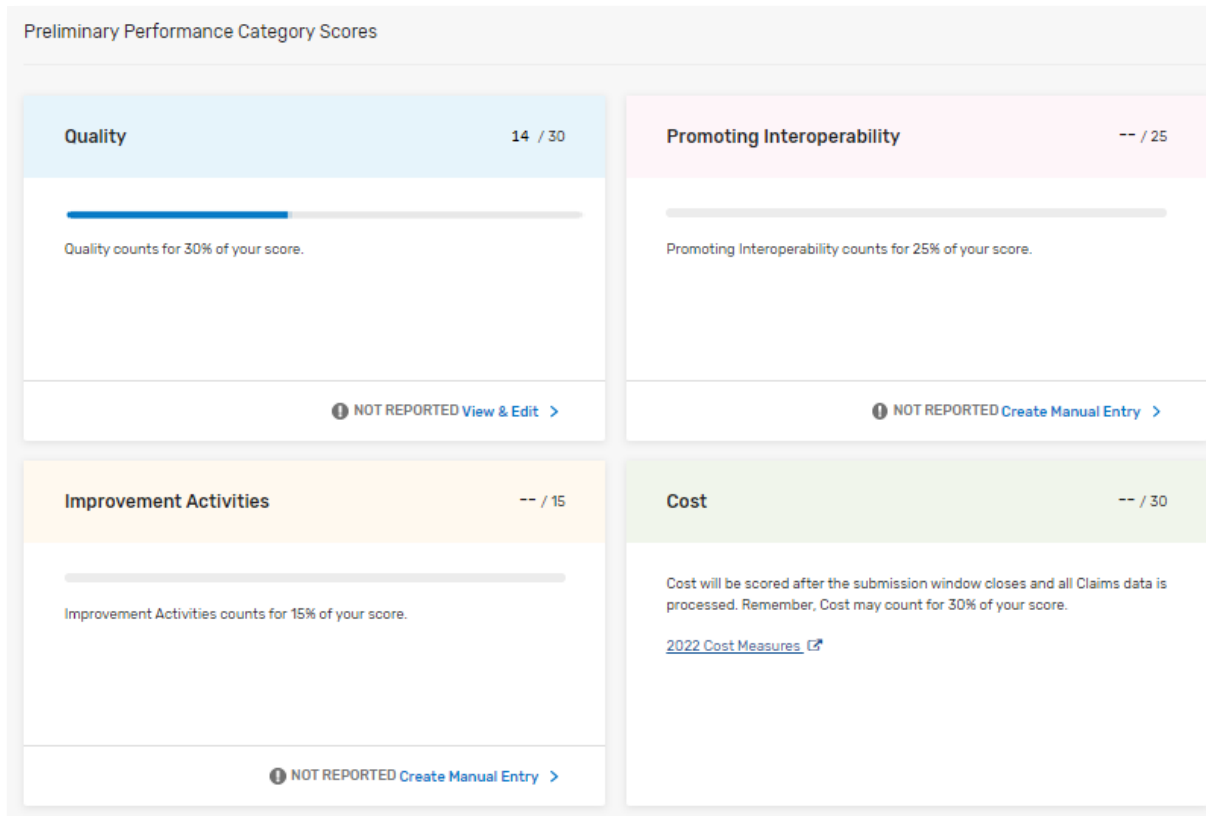 Preliminary Performance Category Scores
Quality 14 / 30
Quality counts for 30% of your score.
NOT REPORTED View & Edit >
Promoting Interoperability -- / 25
Promoting Interoperability counts for 25% of your score.
NOT REPORTED Create Manual Entry >
Improvement Activities -- / 15
Improvement Activities counts for 15% of your score.
NOT REPORTED Create Manual Entry >
Cost -- / 30
Cost will be scored after the submission window closes and all Claims data is
processed. Remember, Cost may count for 30% of your score.
2022 Cost Measures